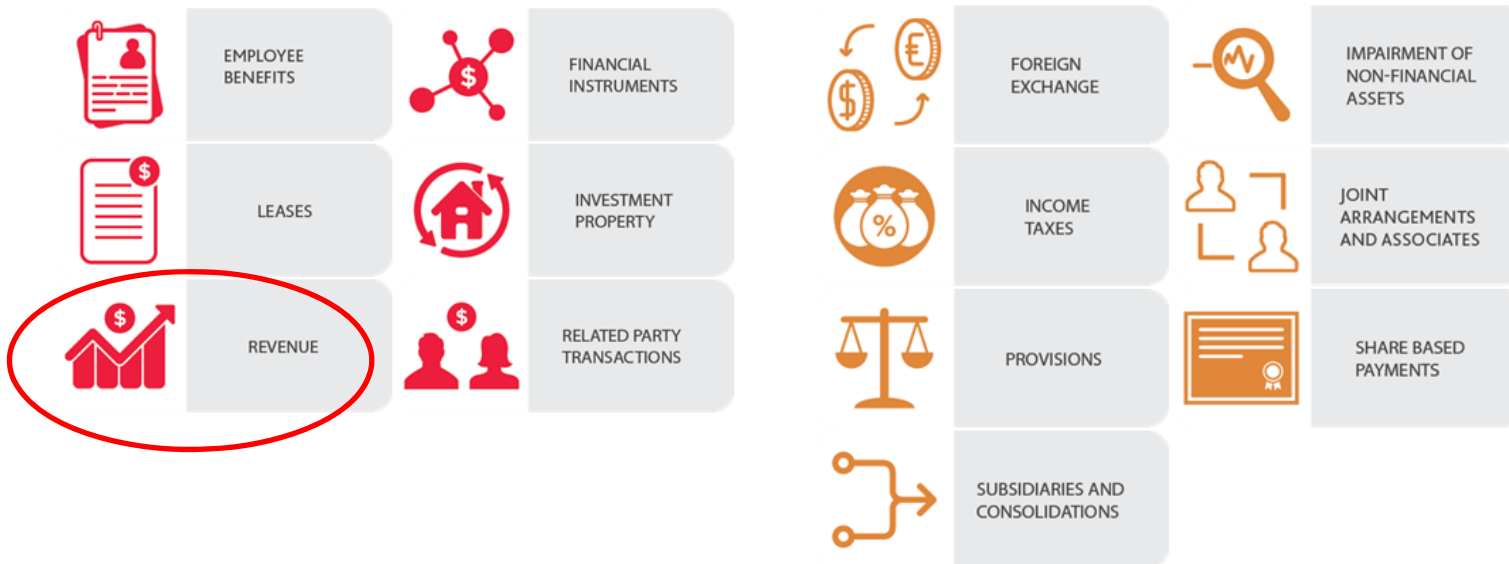 EMPLOYEE
BENEFITS
$
FINANCIAL
INSTRUMENTS
$
LEASES
INVESTMENT
PROPERTY
$
REVENUE
$
RELATED PARTY
TRANSACTIONS
£
$
FOREIGN
EXCHANGE
IMPAIRMENT OF
NON-FINANCIAL
ASSETS
%
INCOME
TAXES
JOINT
ARRANGEMENTS
AND ASSOCIATES
PROVISIONS
SHARE BASED
PAYMENTS
SUBSIDIARIES AND
CONSOLIDATIONS